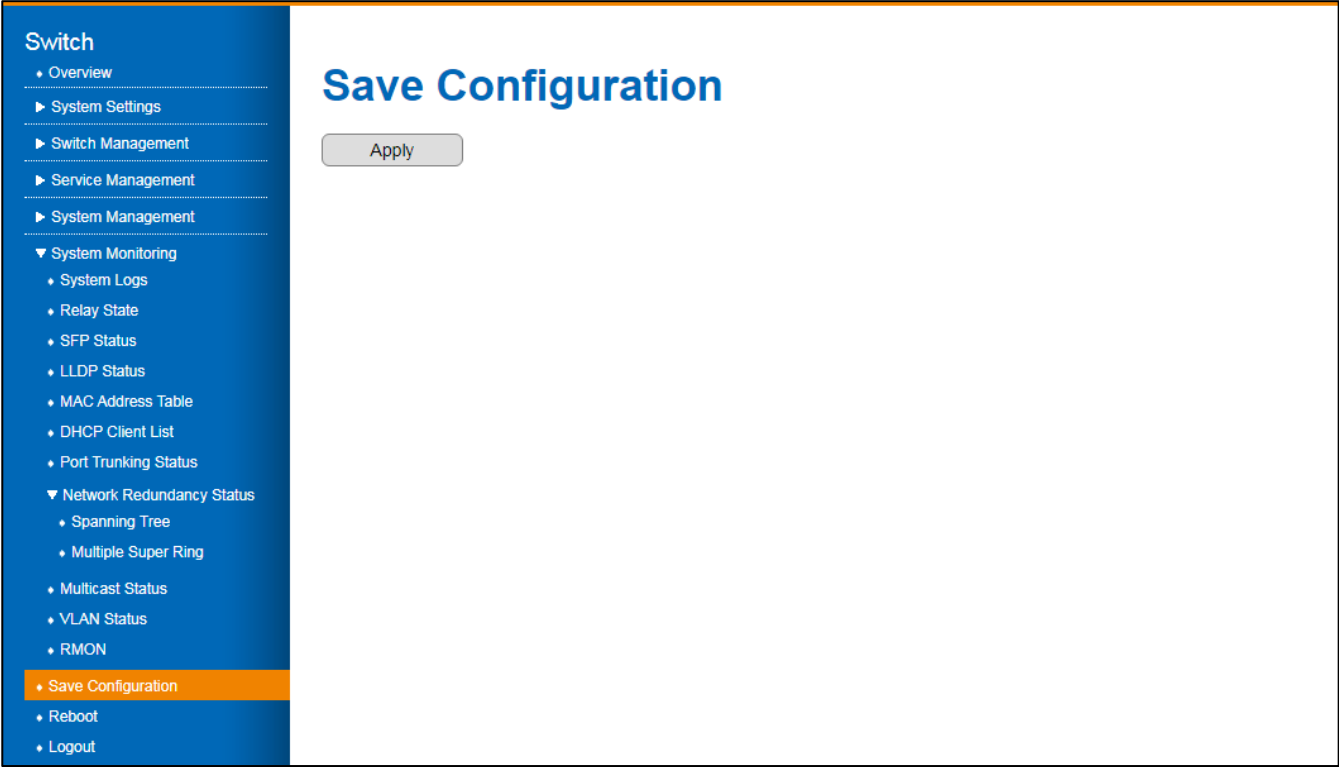 Switch
Overview
System Settings
Switch Management
Service Management
System Management
System Monitoring
System Logs
Relay State
SFP Status
LLDP Status
MAC Address Table
DHCP Client List
Port Trunking Status
Network Redundancy Status
Spanning Tree
Multiple Super Ring
Multicast Status
VLAN Status
RMON
Save Configuration
Reboot
Logout
Save Configuration
Apply